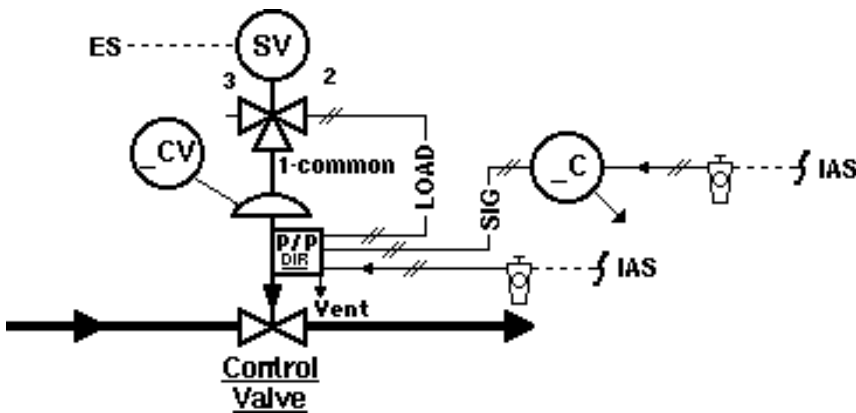 ES
SV
3
2
_CV
1-common
LOAD
SIG
_C
IAS
P/P
DIR
IAS
Vent
Control
Valve